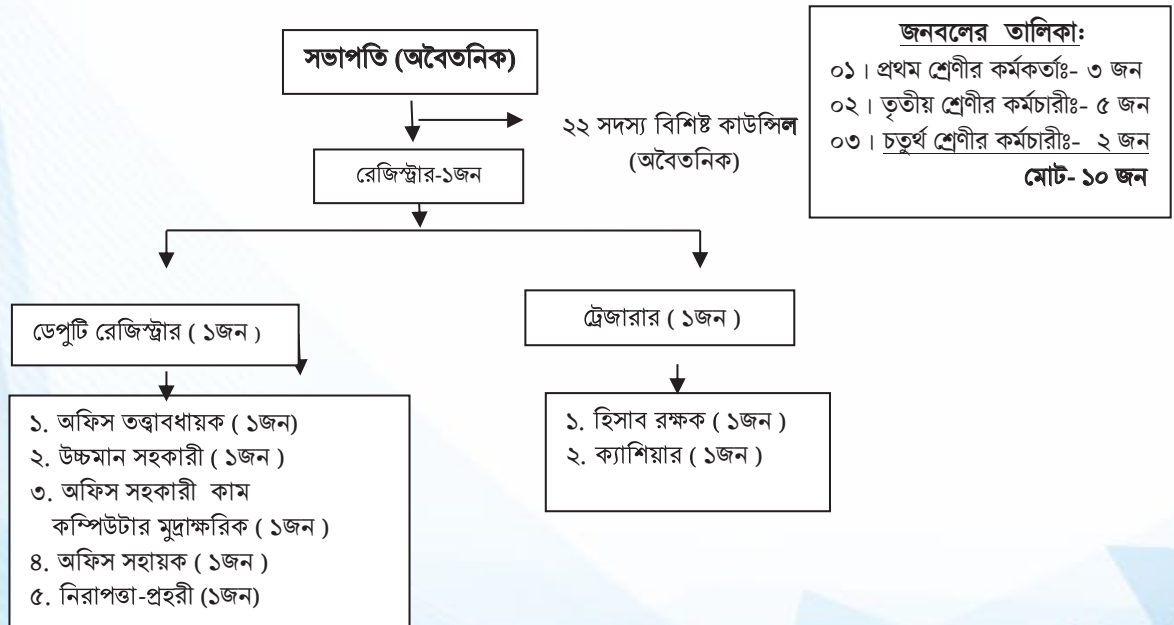 সভাপতি (অবৈতনিক)
২২ সদস্য বিশিষ্ট কাউন্সিল
(অবৈতনিক)
রেজিস্ট্রার-১জন
জনবলের তালিকা:
০১। প্রথম শ্রেণীর কর্মকর্তাঃ- ৩ জন
০২। তৃতীয় শ্রেণীর কর্মচারীঃ- ৫ জন
০৩। চতুর্থ শ্রেণীর কর্মচারীঃ- ২ জন
মোট- ১০ জন
ডেপুটি রেজিস্ট্রার ( ১জন )
ট্রেজারার ( ১জন )
১. অফিস তত্ত্বাবধায়ক ( ১জন)
২. উচ্চমান সহকারী ( ১জন )
৩. অফিস সহকারী কাম
কম্পিউটার মুদ্রাক্ষরিক ( ১জন )
৪. অফিস সহায়ক ( ১জন )
৫. নিরাপত্তা-প্রহরী (১জন)
১. হিসাব রক্ষক ( ১জন )
২. ক্যাশিয়ার ( ১জন )